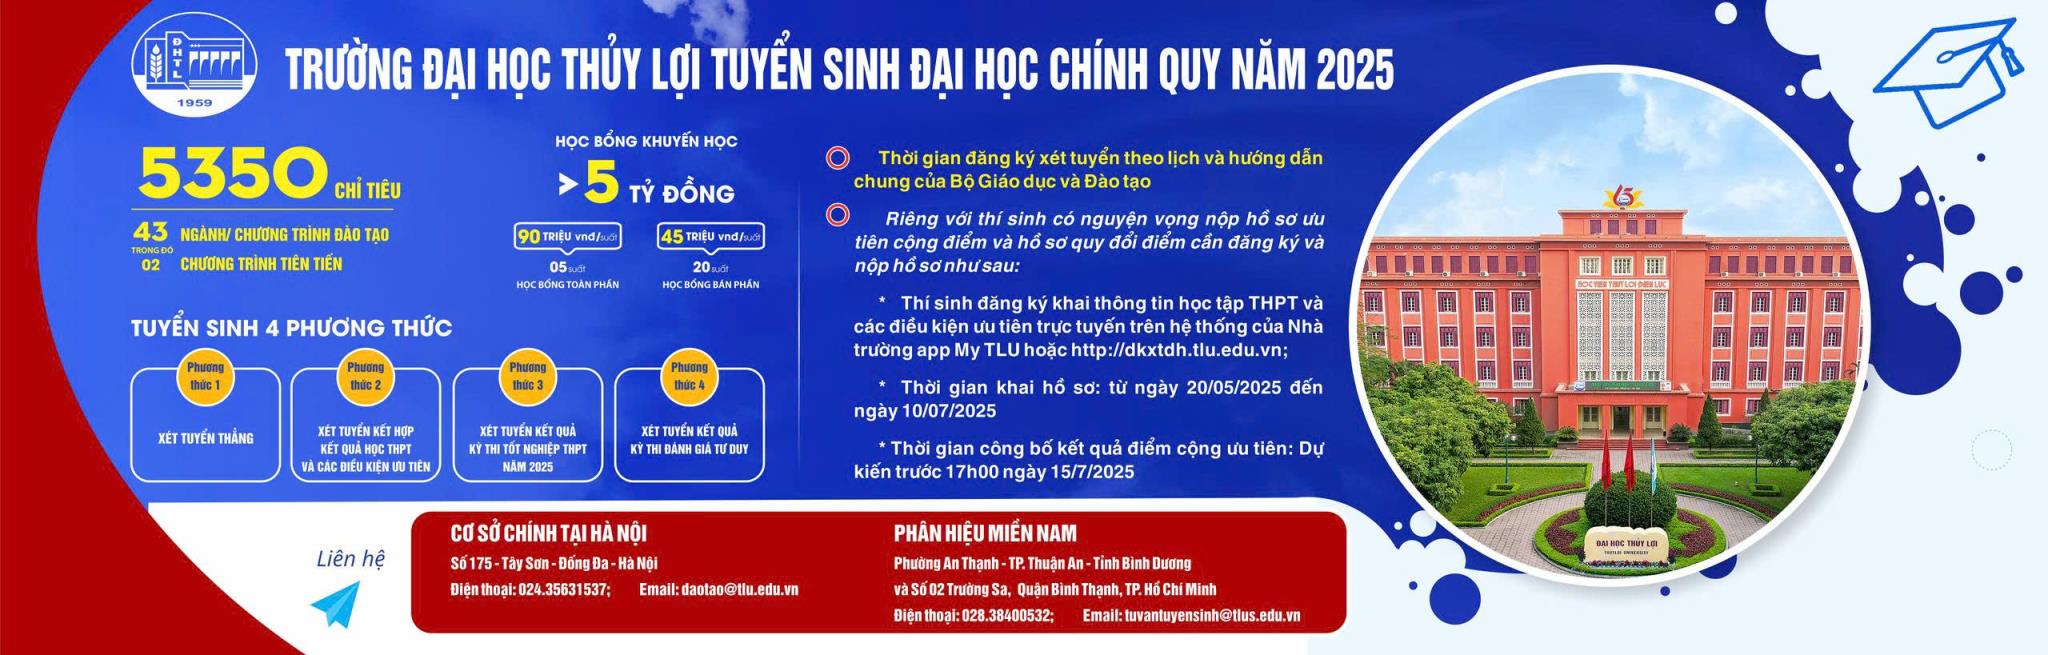 ĐHTL
1959
TRƯỜNG ĐẠI HỌC THỦY LỢI TUYỂN SINH ĐẠI HỌC CHÍNH QUY NĂM 2025
5350 CHỈ TIÊU
43 NGÀNH/ CHƯƠNG TRÌNH ĐÀO TẠO
TRONG ĐÓ
02 CHƯƠNG TRÌNH TIÊN TIẾN
HỌC BỔNG KHUYẾN HỌC
> 5 TỶ ĐỒNG
90 TRIỆU vnđ/suất
05 suất
HỌC BỔNG TOÀN PHẦN
45 TRIỆU vnđ/suất
20 suất
HỌC BỔNG BÁN PHẦN
TUYỂN SINH 4 PHƯƠNG THỨC
Phương
thức 1
XÉT TUYỂN THẲNG
Phương
thức 2
XÉT TUYỂN KẾT HỢP
KẾT QUẢ HỌC THPT
VÀ CÁC ĐIỀU KIỆN ƯU TIÊN
Phương
thức 3
XÉT TUYỂN KẾT QUẢ
KỲ THI TỐT NGHIỆP THPT
NĂM 2025
Phương
thức 4
XÉT TUYỂN KẾT QUẢ
KỲ THI ĐÁNH GIÁ TƯ DUY
Thời gian đăng ký xét tuyển theo lịch và hướng dẫn
chung của Bộ Giáo dục và Đào tạo
Riêng với thí sinh có nguyện vọng nộp hồ sơ ưu
tiên cộng điểm và hồ sơ quy đổi điểm cần đăng ký và
nộp hồ sơ như sau:
* Thí sinh đăng ký khai thông tin học tập THPT và
các điều kiện ưu tiên trực tuyến trên hệ thống của Nhà
trường app My TLU hoặc http://dkxtdh.tlu.edu.vn;
* Thời gian khai hồ sơ: từ ngày 20/05/2025 đến
ngày 10/07/2025
* Thời gian công bố kết quả điểm cộng ưu tiên: Dự
kiến trước 17h00 ngày 15/7/2025
65
HOC VIEN THUY LOI DIEN LUC
ĐẠI HỌC THỦY LỢI
THUYLOI UNIVERSITY
Liên hệ
CƠ SỞ CHÍNH TẠI HÀ NỘI
Số 175 - Tây Sơn - Đống Đa - Hà Nội
Điện thoại: 024.35631537; Email: daotao@tlu.edu.vn
PHÂN HIỆU MIỀN NAM
Phường An Thạnh - TP. Thuận An - Tỉnh Bình Dương
và Số 02 Trường Sa, Quận Bình Thạnh, TP. Hồ Chí Minh
Điện thoại: 028.38400532; Email: tuvantuyensinh@tlus.edu.vn